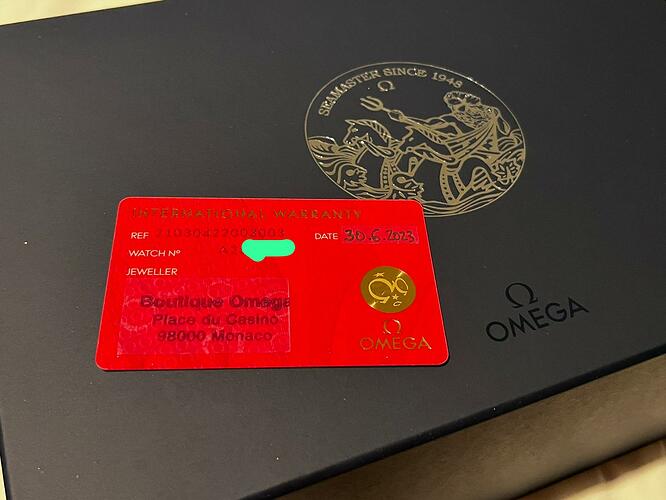 SEAMASTER SINCE 1948
INTERNATIONAL WARRANTY
REF 21030422003003 DATE 30.6.2023
WATCH Nº
JEWELLER
Boutique Omega
Place du Casino
98000 Monaco
Ω
OMEGA
Ω
OMEGA